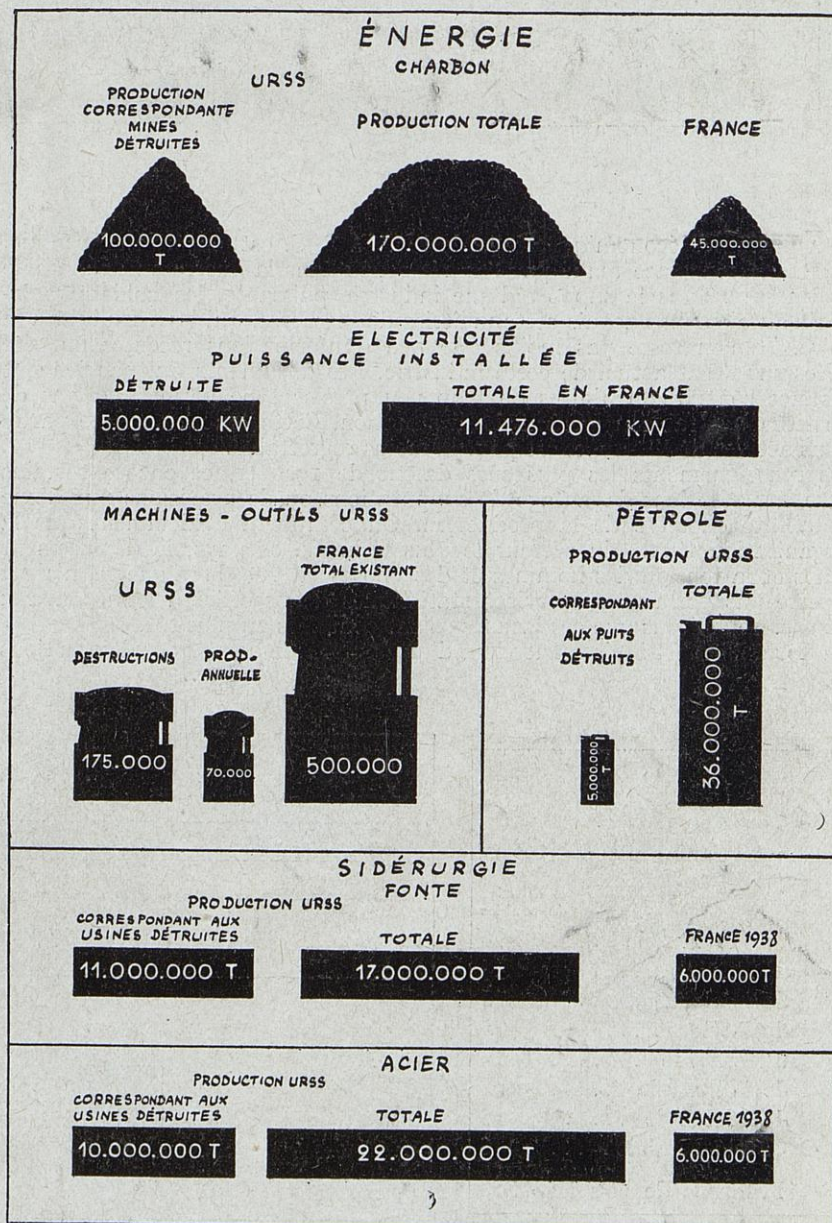 ÉNERGIE
CHARBON
URSS
PRODUCTION
CORRESPONDANTE
MINES
DÉTRUITES
100.000.000
T
PRODUCTION TOTALE
170.000.000 T
FRANCE
45.000.000
T
ELECTRICITÉ
PUISSANCE INSTALLÉE
DÉTRUITE
5.000.000 KW
TOTALE EN FRANCE
11.476.000 KW
MACHINES - OUTILS URSS
URSS
DESTRUCTIONS
175.000
PROD.
ANNUELLE
70.000
FRANCE
TOTAL EXISTANT
500.000
PÉTROLE
PRODUCTION URSS
CORRESPONDANT
AUX PUITS
DÉTRUITS
5.000.000
T
TOTALE
36.000.000
T
SIDÉRURGIE
FONTE
PRODUCTION URSS
CORRESPONDANT AUX
USINES DÉTRUITES
11.000.000 T
TOTALE
17.000.000 T
FRANCE 1938
6.000.000 T
ACIER
PRODUCTION URSS
CORRESPONDANT AUX
USINES DÉTRUITES
10.000.000 T
TOTALE
22.000.000 T
FRANCE 1938
6.000.000 T